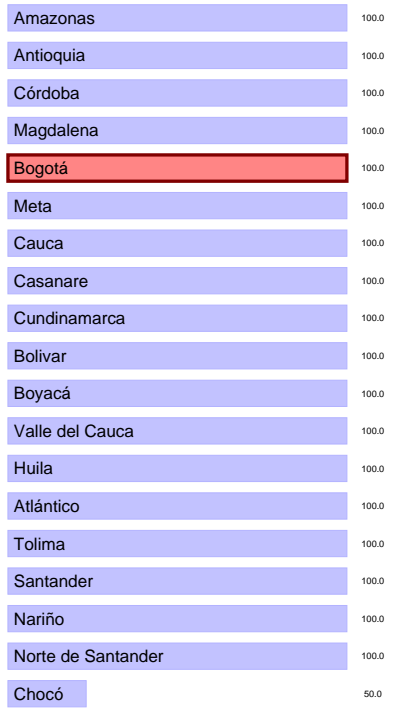 Amazonas 100.0
Antioquia 100.0
Córdoba 100.0
Magdalena 100.0
Bogotá 100.0
Meta 100.0
Cauca 100.0
Casanare 100.0
Cundinamarca 100.0
Bolivar 100.0
Boyacá 100.0
Valle del Cauca 100.0
Huila 100.0
Atlántico 100.0
Tolima 100.0
Santander 100.0
Nariño 100.0
Norte de Santander 100.0
Chocó 50.0